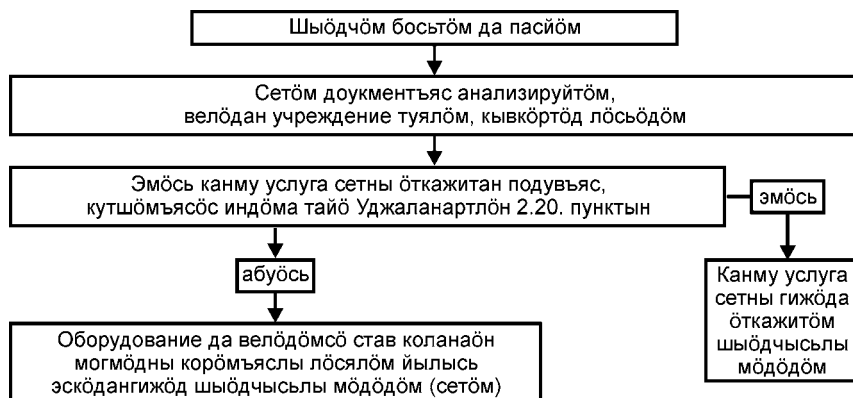 Шыӧдчӧм босьтӧм да пасйӧм
Сетӧм доукментъяс анализируйтӧм,
велӧдан учреждение туялӧм, кывкӧртӧд лӧсьӧдӧм
Эмӧсь канму услуга сетны ӧткажитан подувъяс,
кутшӧмъясӧс индӧма тайӧ Уджаланартлӧн 2.20. пунктын
эмӧсь
абуӧсь
Канму услуга
сетны гижӧда
ӧткажитӧм
шыӧдчысьлы
мӧдӧдӧм
Оборудование да велӧдӧмсӧ став коланаӧн
могмӧдны корӧмъяслы лӧсялӧм йылысь
эскӧдангижӧд шыӧдчысьлы мӧдӧдӧм (сетӧм)